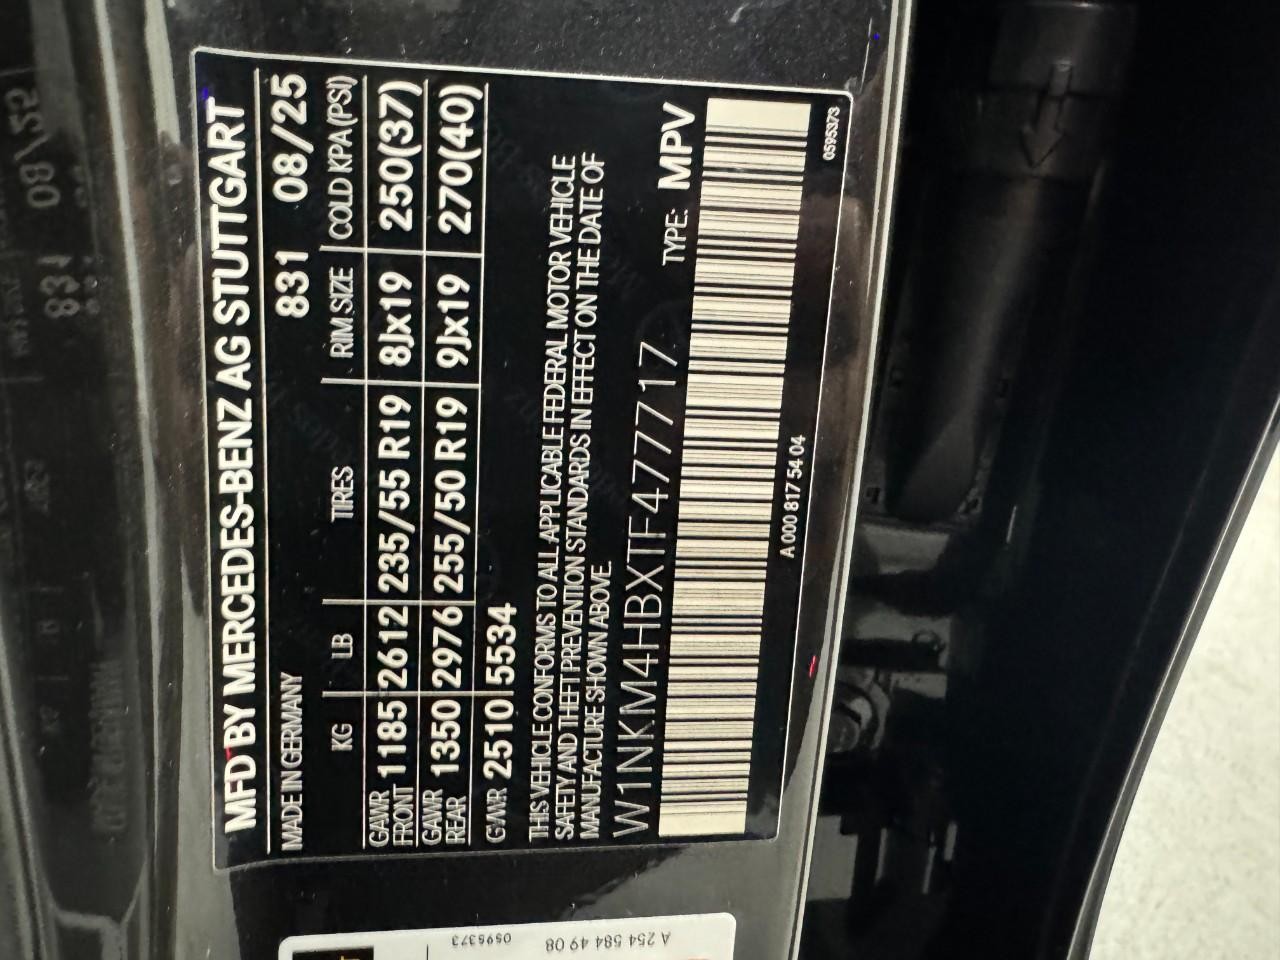 MFD BY MERCEDES-BENZ AG STUTTGART
MADE IN GERMANY 831 08/25
KG LB TIRES RIM SIZE COLD KPA(PSI)
GAWR FRONT 1185 2612 235/55 R19 8Jx19 250(37)
GAWR REAR 1350 2976 255/50 R19 9Jx19 270(40)
GVWR 2510 5534
THIS VEHICLE CONFORMS TO ALL APPLICABLE FEDERAL MOTOR VEHICLE
SAFETY AND THEFT PREVENTION STANDARDS IN EFFECT ON THE DATE OF
MANUFACTURE SHOWN ABOVE.
W1NKM4HBXTF477717 TYPE: MPV
A 000 817 54 04 0595373
A 254 584 49 08 0595373